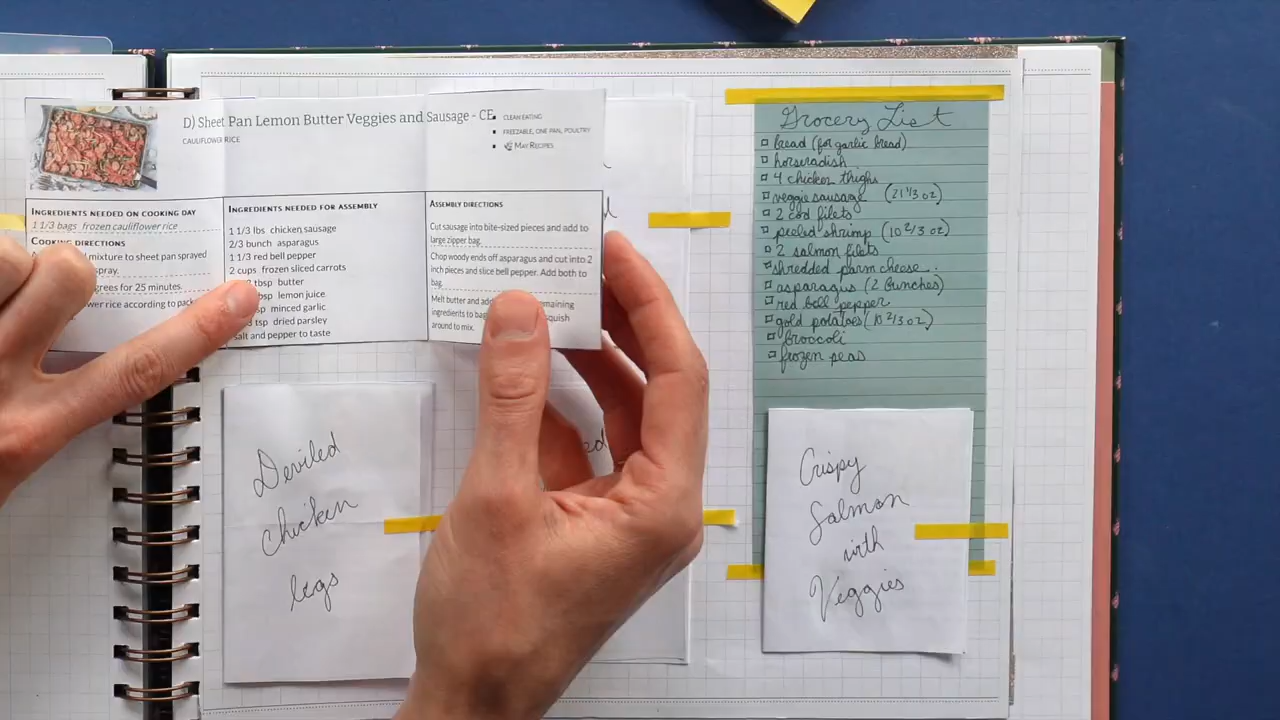 D) Sheet Pan Lemon Butter Veggies and Sausage - CE
CAULIFLOWER RICE
CLEAN EATING
FREEZABLE, ONE PAN, POULTRY
MAY RECIPES
INGREDIENTS NEEDED ON COOKING DAY
1 1/3 bags frozen cauliflower rice
COOKING DIRECTIONS
mixture to sheet pan sprayed
spray.
grees for 25 minutes.
wer rice according to pack
INGREDIENTS NEEDED FOR ASSEMBLY
1 1/3 lbs chicken sausage
2/3 bunch asparagus
1 1/3 red bell pepper
2 cups frozen sliced carrots
tbsp butter
tbsp lemon juice
tsp minced garlic
tsp dried parsley
salt and pepper to taste
ASSEMBLY DIRECTIONS
Cut sausage into bite-sized pieces and add to
large zipper bag.
Chop woody ends off asparagus and cut into 2
inch pieces and slice bell pepper. Add both to
bag.
Melt butter and add remaining
ingredients to bag squish
around to mix.
Grocery List
bread (for garlic bread)
horseradish
4 chicken thighs
veggie sausage (21 1/3 oz)
2 cod filets
peeled shrimp (10 2/3 oz)
2 salmon filets
shredded parm cheese
asparagus (2 bunches)
red bell pepper
gold potatoes (10 2/3 oz)
broccoli
frozen peas
Deviled
chicken
legs
Crispy
Salmon
with
Veggies